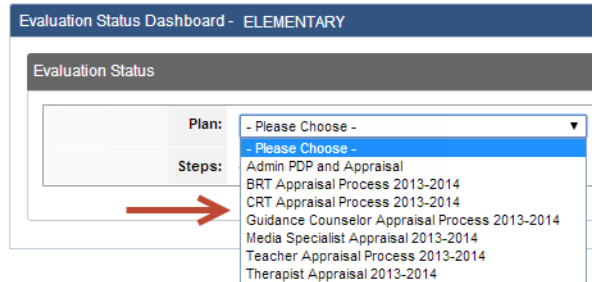 Evaluation Status Dashboard - ELEMENTARY
Evaluation Status
Plan: - Please Choose -
- Please Choose -
Steps: Admin PDP and Appraisal
BRT Appraisal Process 2013-2014
CRT Appraisal Process 2013-2014
Guidance Counselor Appraisal Process 2013-2014
Media Specialist Appraisal 2013-2014
Teacher Appraisal Process 2013-2014
Therapist Appraisal 2013-2014